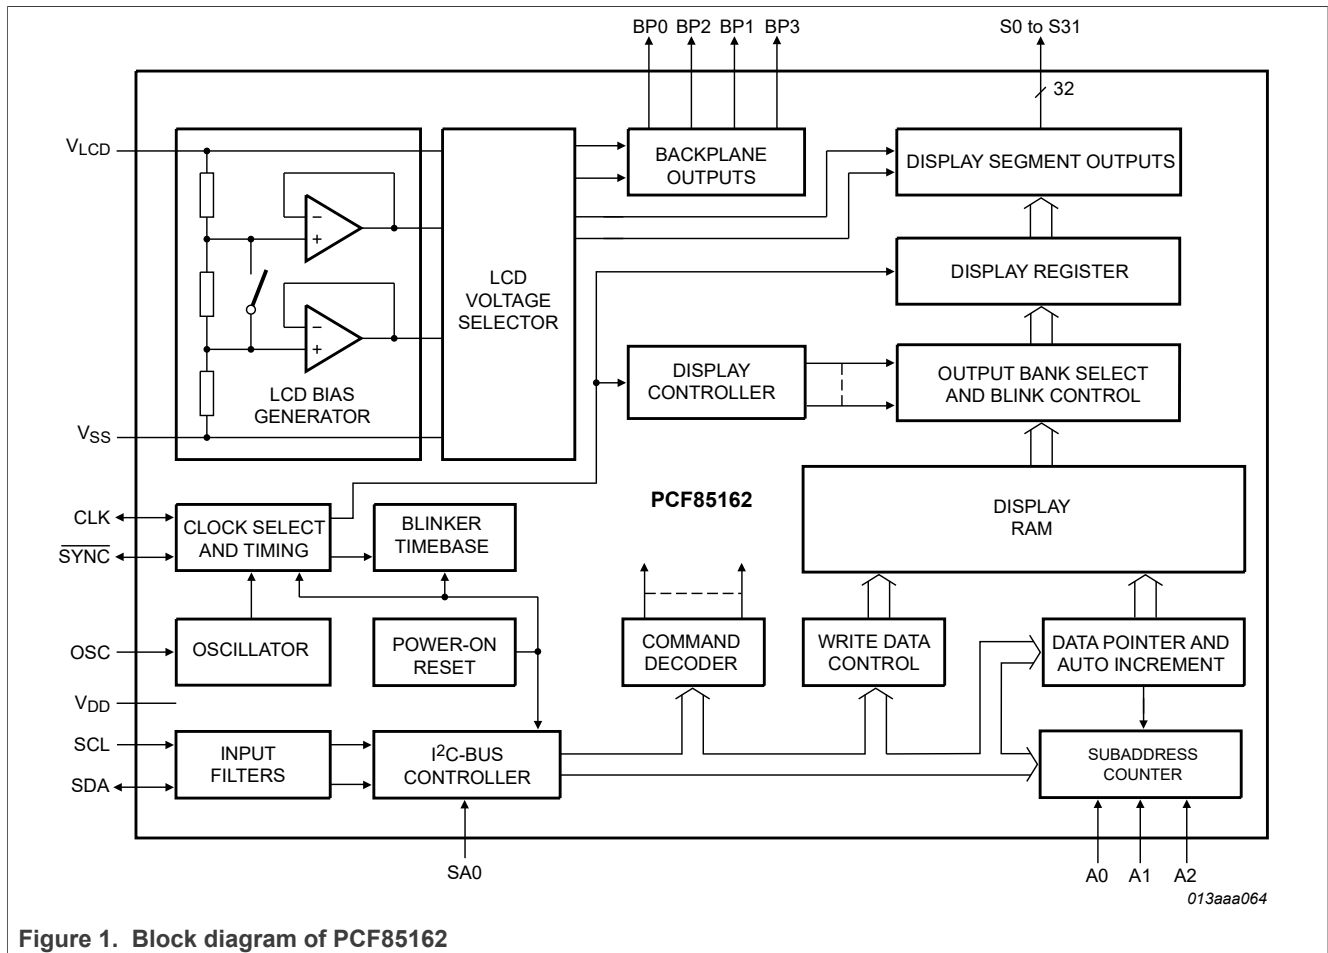 BP0 BP2 BP1 BP3
S0 to S31
32
VLCD
BACKPLANE
OUTPUTS
DISPLAY SEGMENT OUTPUTS
−
+
−
+
LCD
VOLTAGE
SELECTOR
DISPLAY REGISTER
LCD BIAS
GENERATOR
DISPLAY
CONTROLLER
OUTPUT BANK SELECT
AND BLINK CONTROL
VSS
PCF85162
DISPLAY
RAM
CLK
SYNC
CLOCK SELECT
AND TIMING
BLINKER
TIMEBASE
OSC
OSCILLATOR
POWER-ON
RESET
COMMAND
DECODER
WRITE DATA
CONTROL
DATA POINTER AND
AUTO INCREMENT
VDD
SCL
SDA
INPUT
FILTERS
I2C-BUS
CONTROLLER
SUBADDRESS
COUNTER
SA0
A0 A1 A2
013aaa064
Figure 1. Block diagram of PCF85162